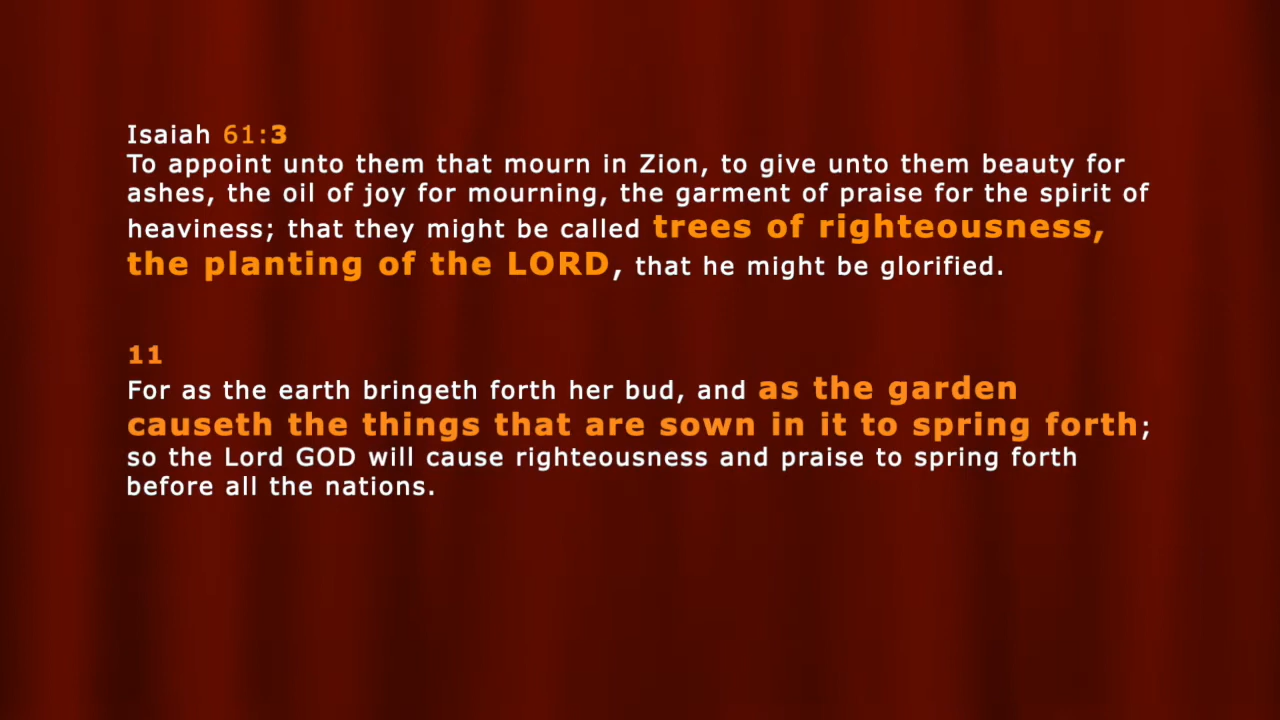 Isaiah 61:3
To appoint unto them that mourn in Zion, to give unto them beauty for
ashes, the oil of joy for mourning, the garment of praise for the spirit of
heaviness; that they might be called trees of righteousness,
the planting of the LORD, that he might be glorified.
11
For as the earth bringeth forth her bud, and as the garden
causeth the things that are sown in it to spring forth;
so the Lord GOD will cause righteousness and praise to spring forth
before all the nations.